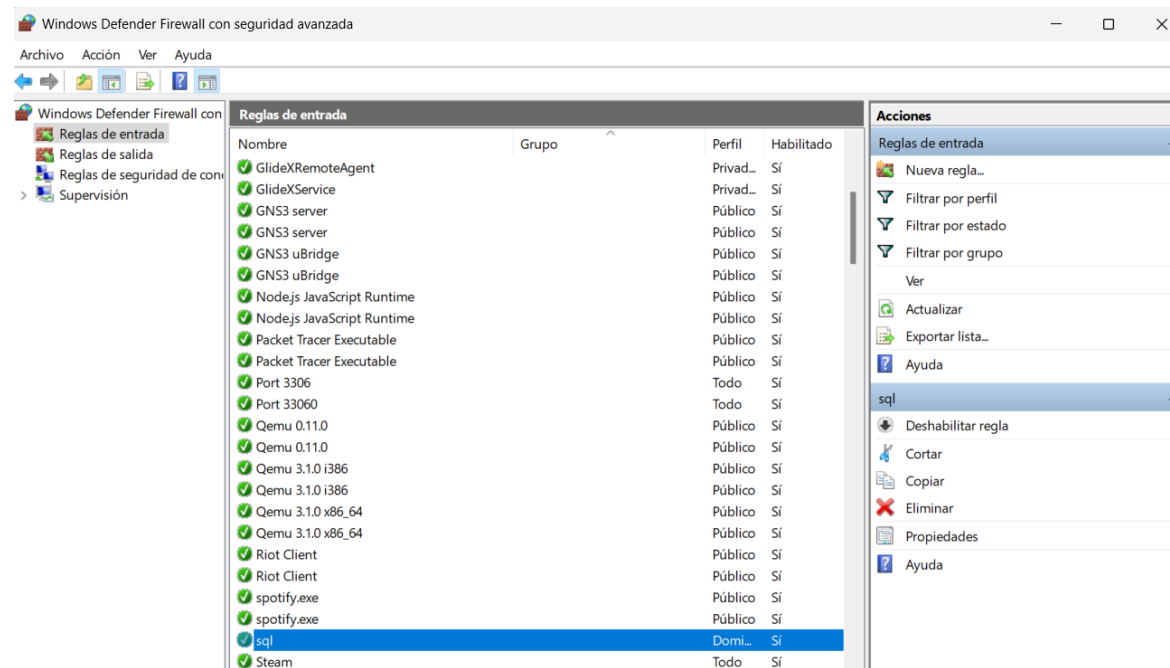 Windows Defender Firewall con seguridad avanzada
Archivo Acción Ver Ayuda
Windows Defender Firewall con
Reglas de entrada
Reglas de salida
Reglas de seguridad de con
Supervisión
Reglas de entrada
Nombre Grupo Perfil Habilitado
GlideXRemoteAgent Privad... Sí
GlideXService Privad... Sí
GNS3 server Público Sí
GNS3 server Público Sí
GNS3 uBridge Público Sí
GNS3 uBridge Público Sí
Node.js JavaScript Runtime Público Sí
Node.js JavaScript Runtime Público Sí
Packet Tracer Executable Público Sí
Packet Tracer Executable Público Sí
Port 3306 Todo Sí
Port 33060 Todo Sí
Qemu 0.11.0 Público Sí
Qemu 0.11.0 Público Sí
Qemu 3.1.0 i386 Público Sí
Qemu 3.1.0 i386 Público Sí
Qemu 3.1.0 x86_64 Público Sí
Qemu 3.1.0 x86_64 Público Sí
Riot Client Público Sí
Riot Client Público Sí
spotify.exe Público Sí
spotify.exe Público Sí
sql Domi... Sí
Steam Todo Sí
Acciones
Reglas de entrada
Nueva regla...
Filtrar por perfil
Filtrar por estado
Filtrar por grupo
Ver
Actualizar
Exportar lista...
Ayuda
sql
Deshabilitar regla
Cortar
Copiar
Eliminar
Propiedades
Ayuda